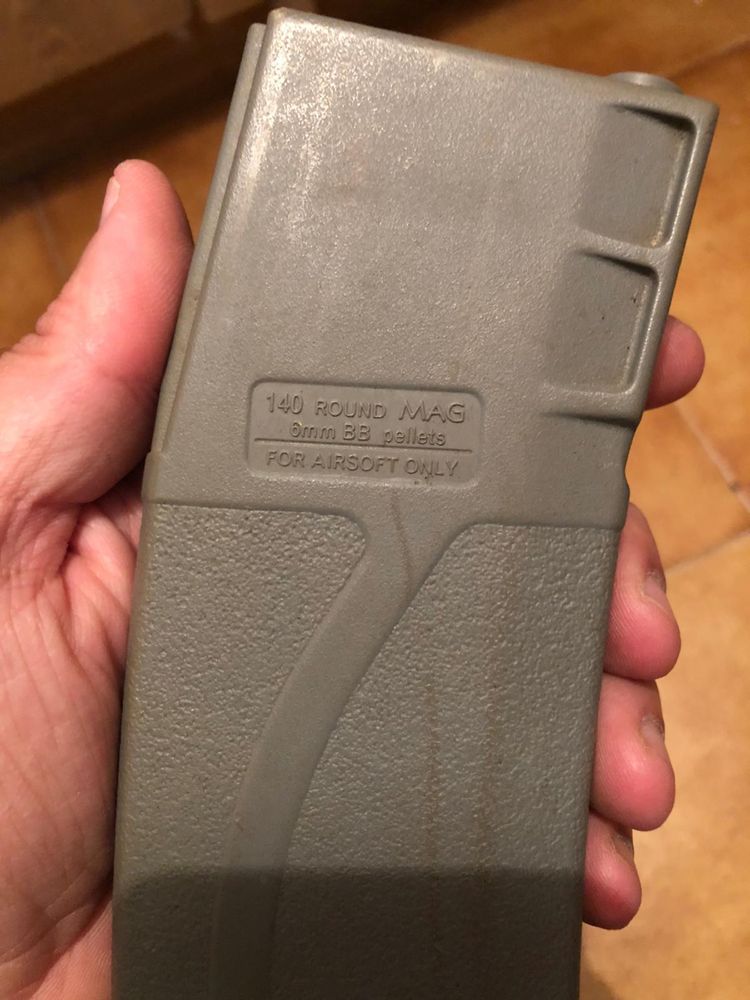 140 ROUND MAG
6mm BB pellets
FOR AIRSOFT ONLY